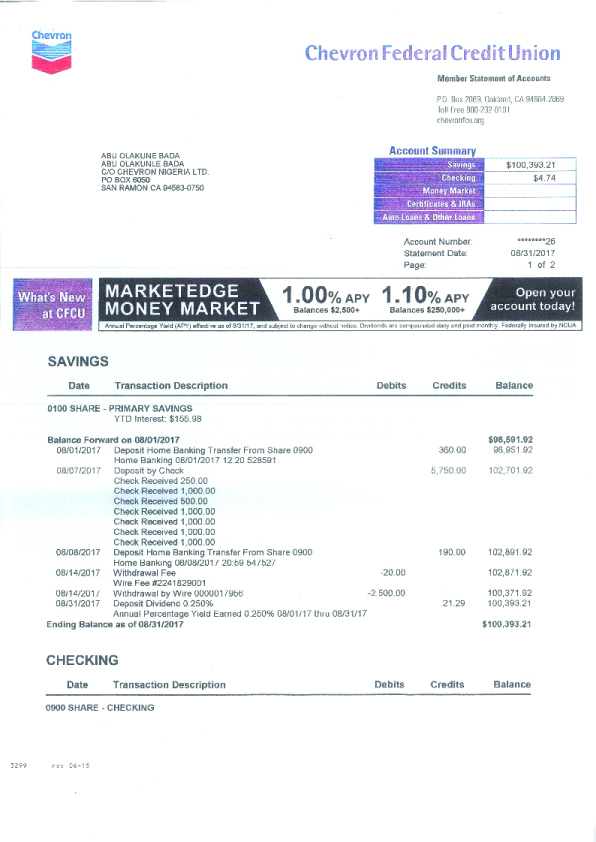 Chevron
Chevron Federal Credit Union
Member Statement of Accounts
P.O. Box 2069, Oakland, CA 94604-2069
Toll Free 800-232-8101
chevronfcu.org
ABU OLAKUNE BADA
ABU OLAKUNLE BADA
C/O CHEVRON NIGERIA LTD.
PO BOX 6050
SAN RAMON CA 94583-0750
Account Summary
Savings $100,393.21
Checking $4.74
Money Market
Certificates & IRAs
Auto Loans & Other Loans
Account Number: ********26
Statement Date: 08/31/2017
Page: 1 of 2
What's New at CFCU
MARKETEDGE MONEY MARKET
1.00% APY Balances $2,500+
1.10% APY Balances $250,000+
Open your account today!
Annual Percentage Yield (APY) effective as of 8/31/17, and subject to change without notice. Dividends are compounded daily and paid monthly. Federally Insured by NCUA
SAVINGS
Date Transaction Description Debits Credits Balance
0100 SHARE - PRIMARY SAVINGS
YTD Interest: $155.98
Balance Forward on 08/01/2017 $96,591.92
08/01/2017 Deposit Home Banking Transfer From Share 0900 360.00 96,951.92
Home Banking 08/01/2017 12:20 528591
08/07/2017 Deposit by Check 5,750.00 102,701.92
Check Received 250.00
Check Received 1,000.00
Check Received 500.00
Check Received 1,000.00
Check Received 1,000.00
Check Received 1,000.00
Check Received 1,000.00
08/08/2017 Deposit Home Banking Transfer From Share 0900 190.00 102,891.92
Home Banking 08/08/2017 20:59 547527
08/14/2017 Withdrawal Fee -20.00 102,871.92
Wire Fee #2241829001
08/14/2017 Withdrawal by Wire 0000017956 -2,500.00 100,371.92
08/31/2017 Deposit Dividend 0.250% 21.29 100,393.21
Annual Percentage Yield Earned 0.250% 08/01/17 thru 08/31/17
Ending Balance as of 08/31/2017 $100,393.21
CHECKING
Date Transaction Description Debits Credits Balance
0900 SHARE - CHECKING
3299 rev 06-15